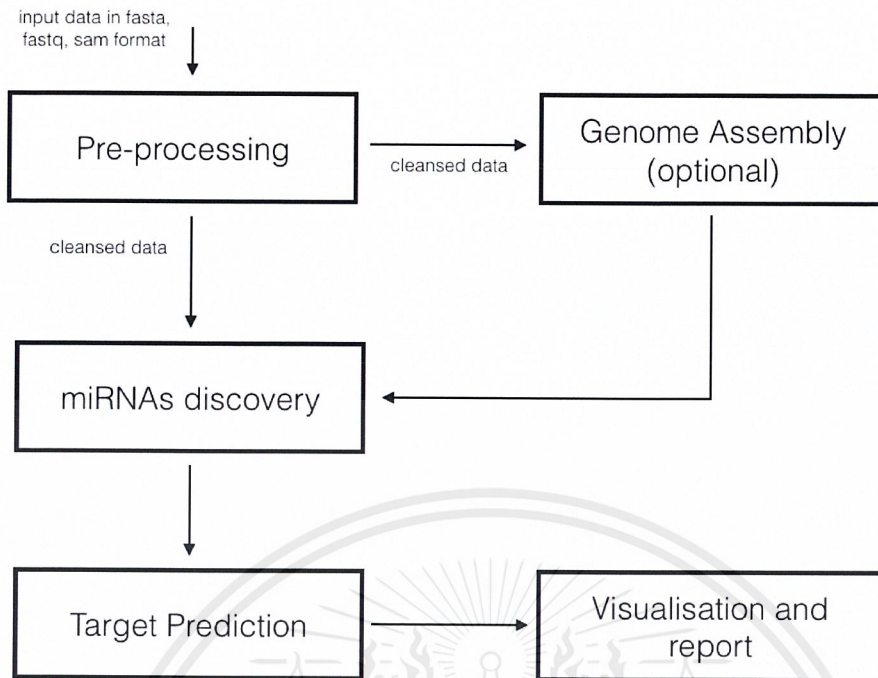 input data in fasta,
fastq, sam format
Pre-processing
cleansed data
Genome Assembly
(optional)
cleansed data
miRNAs discovery
Target Prediction
Visualisation and
report